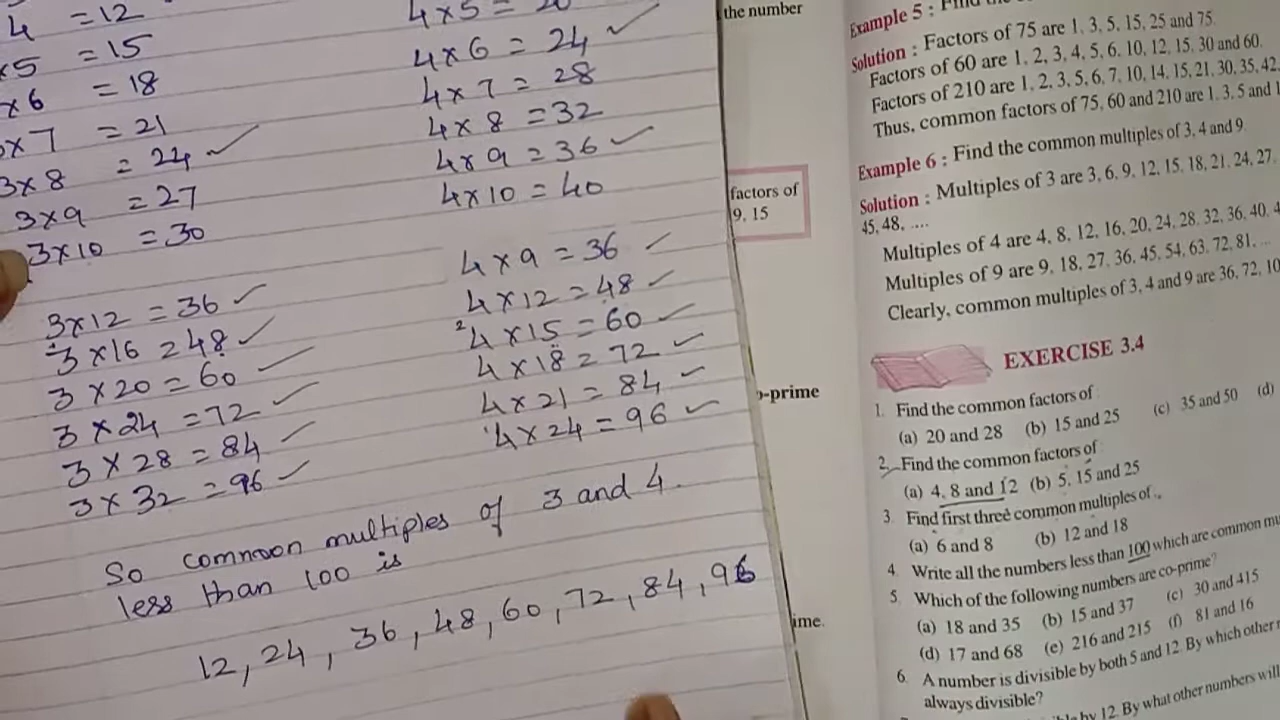 4 = 12
×5 = 15
×6 = 18
×7 = 21
3×8 = 24 ✓
3×9 = 27
3×10 = 30
3×12 = 36 ✓
3×16 = 48 ✓
3×20 = 60 ✓
3×24 = 72 ✓
3×28 = 84 ✓
3×32 = 96 ✓
4×5 = 20
4×6 = 24 ✓
4×7 = 28
4×8 = 32
4×9 = 36 ✓
4×10 = 40
4×9 = 36 ✓
4×12 = 48 ✓
4×15 = 60 ✓
4×18 = 72 ✓
4×21 = 84 ✓
4×24 = 96 ✓
So common multiples of 3 and 4.
less than 100 is
12, 24, 36, 48, 60, 72, 84, 96
the number
factors of
9, 15
o-prime
ime.
Example 5 : Find the
Solution : Factors of 75 are 1, 3, 5, 15, 25 and 75.
Factors of 60 are 1, 2, 3, 4, 5, 6, 10, 12, 15, 30 and 60.
Factors of 210 are 1, 2, 3, 5, 6, 7, 10, 14, 15, 21, 30, 35, 42,
Thus, common factors of 75, 60 and 210 are 1, 3, 5 and 1
Example 6 : Find the common multiples of 3, 4 and 9.
Solution : Multiples of 3 are 3, 6, 9, 12, 15, 18, 21, 24, 27,
45, 48, ....
Multiples of 4 are 4, 8, 12, 16, 20, 24, 28, 32, 36, 40, 4
Multiples of 9 are 9, 18, 27, 36, 45, 54, 63, 72, 81, ...
Clearly, common multiples of 3, 4 and 9 are 36, 72, 10
EXERCISE 3.4
1. Find the common factors of
(a) 20 and 28 (b) 15 and 25 (c) 35 and 50 (d)
2. Find the common factors of
(a) 4, 8 and 12 (b) 5, 15 and 25
3. Find first three common multiples of
(a) 6 and 8 (b) 12 and 18
4. Write all the numbers less than 100 which are common mu
5. Which of the following numbers are co-prime?
(a) 18 and 35 (b) 15 and 37 (c) 30 and 415
(d) 17 and 68 (e) 216 and 215 (f) 81 and 16
6. A number is divisible by both 5 and 12. By which other
always divisible?
by 12. By what other numbers will